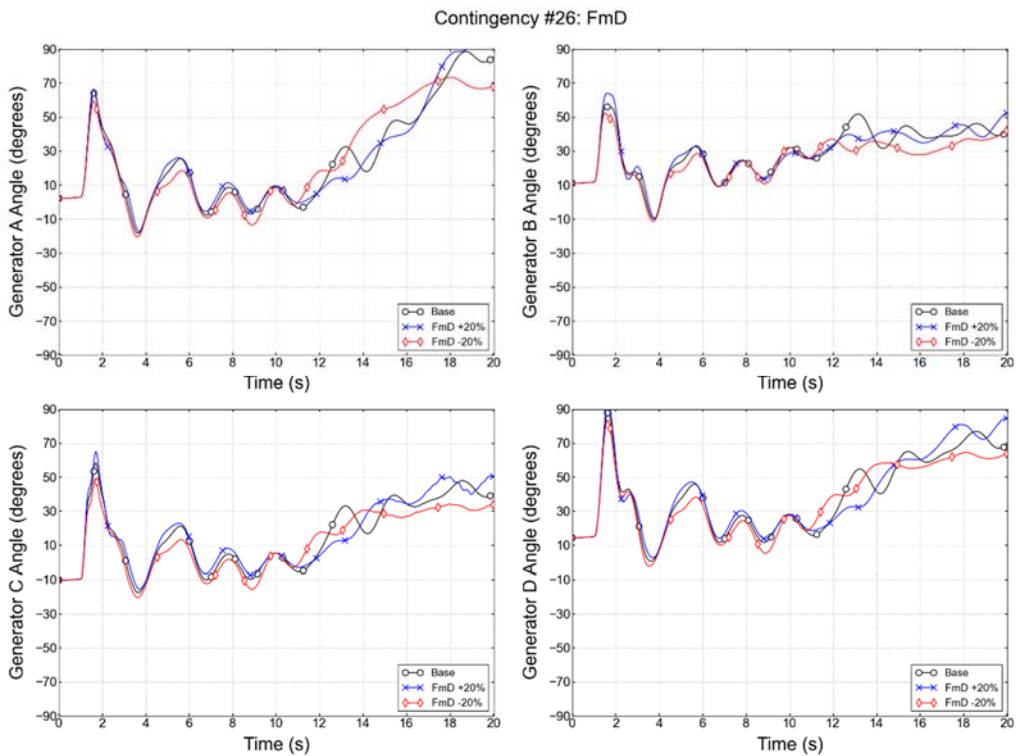 Contingency #26: FmD
Generator A Angle (degrees)
90
70
50
30
10
−10
−30
−50
−70
−90
0 2 4 6 8 10 12 14 16 18 20
Time (s)
Base
FmD +20%
FmD -20%
Generator B Angle (degrees)
90
70
50
30
10
−10
−30
−50
−70
−90
0 2 4 6 8 10 12 14 16 18 20
Time (s)
Base
FmD +20%
FmD -20%
Generator C Angle (degrees)
90
70
50
30
10
−10
−30
−50
−70
−90
0 2 4 6 8 10 12 14 16 18 20
Time (s)
Base
FmD +20%
FmD -20%
Generator D Angle (degrees)
90
70
50
30
10
−10
−30
−50
−70
−90
0 2 4 6 8 10 12 14 16 18 20
Time (s)
Base
FmD +20%
FmD -20%